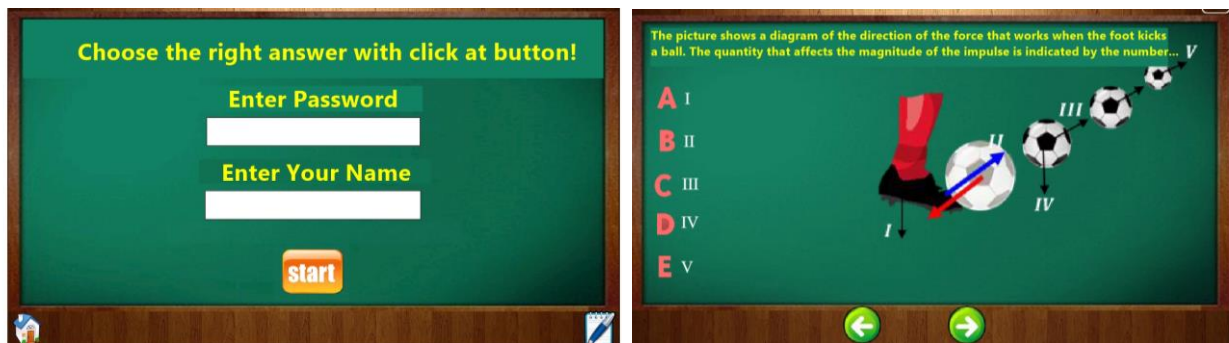 Choose the right answer with click at button!
Enter Password
Enter Your Name
start
The picture shows a diagram of the direction of the force that works when the foot kicks
a ball. The quantity that affects the magnitude of the impulse is indicated by the number...
A I
B II
C III
D IV
E V
I
II
III
IV
V